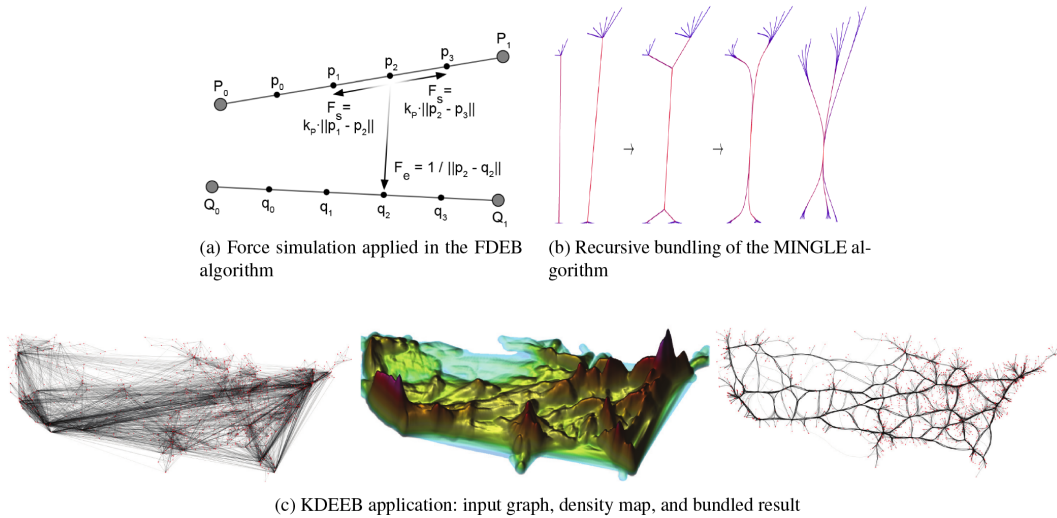 P₁
p₃
p₂
p₁
p₀
P₀
Fₛ=
kₚ·||p₁ - p₂||
Fₛ=
kₚ·||p₂ - p₃||
Fₑ = 1 / ||p₂ - q₂||
Q₀
q₀
q₁
q₂
q₃
Q₁
(a) Force simulation applied in the FDEB
algorithm
→
→
(b) Recursive bundling of the MINGLE al-
gorithm
(c) KDEEB application: input graph, density map, and bundled result